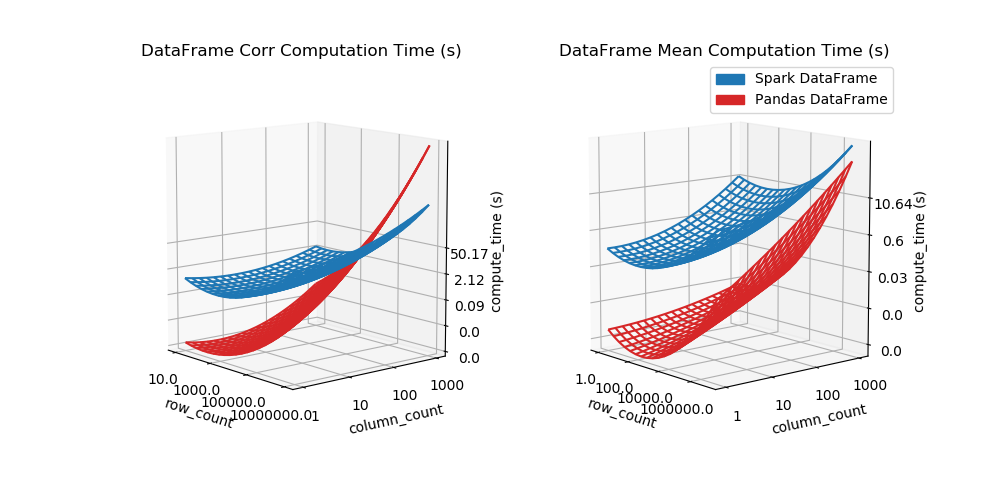 DataFrame Corr Computation Time (s)
50.17
2.12
0.09
0.0
0.0
compute_time (s)
10.0
1000.0
100000.0
10000000.0
row_count
1
10
100
1000
column_count
DataFrame Mean Computation Time (s)
Spark DataFrame
Pandas DataFrame
10.64
0.6
0.03
0.0
0.0
compute_time (s)
1.0
100.0
10000.0
1000000.0
row_count
1
10
100
1000
column_count